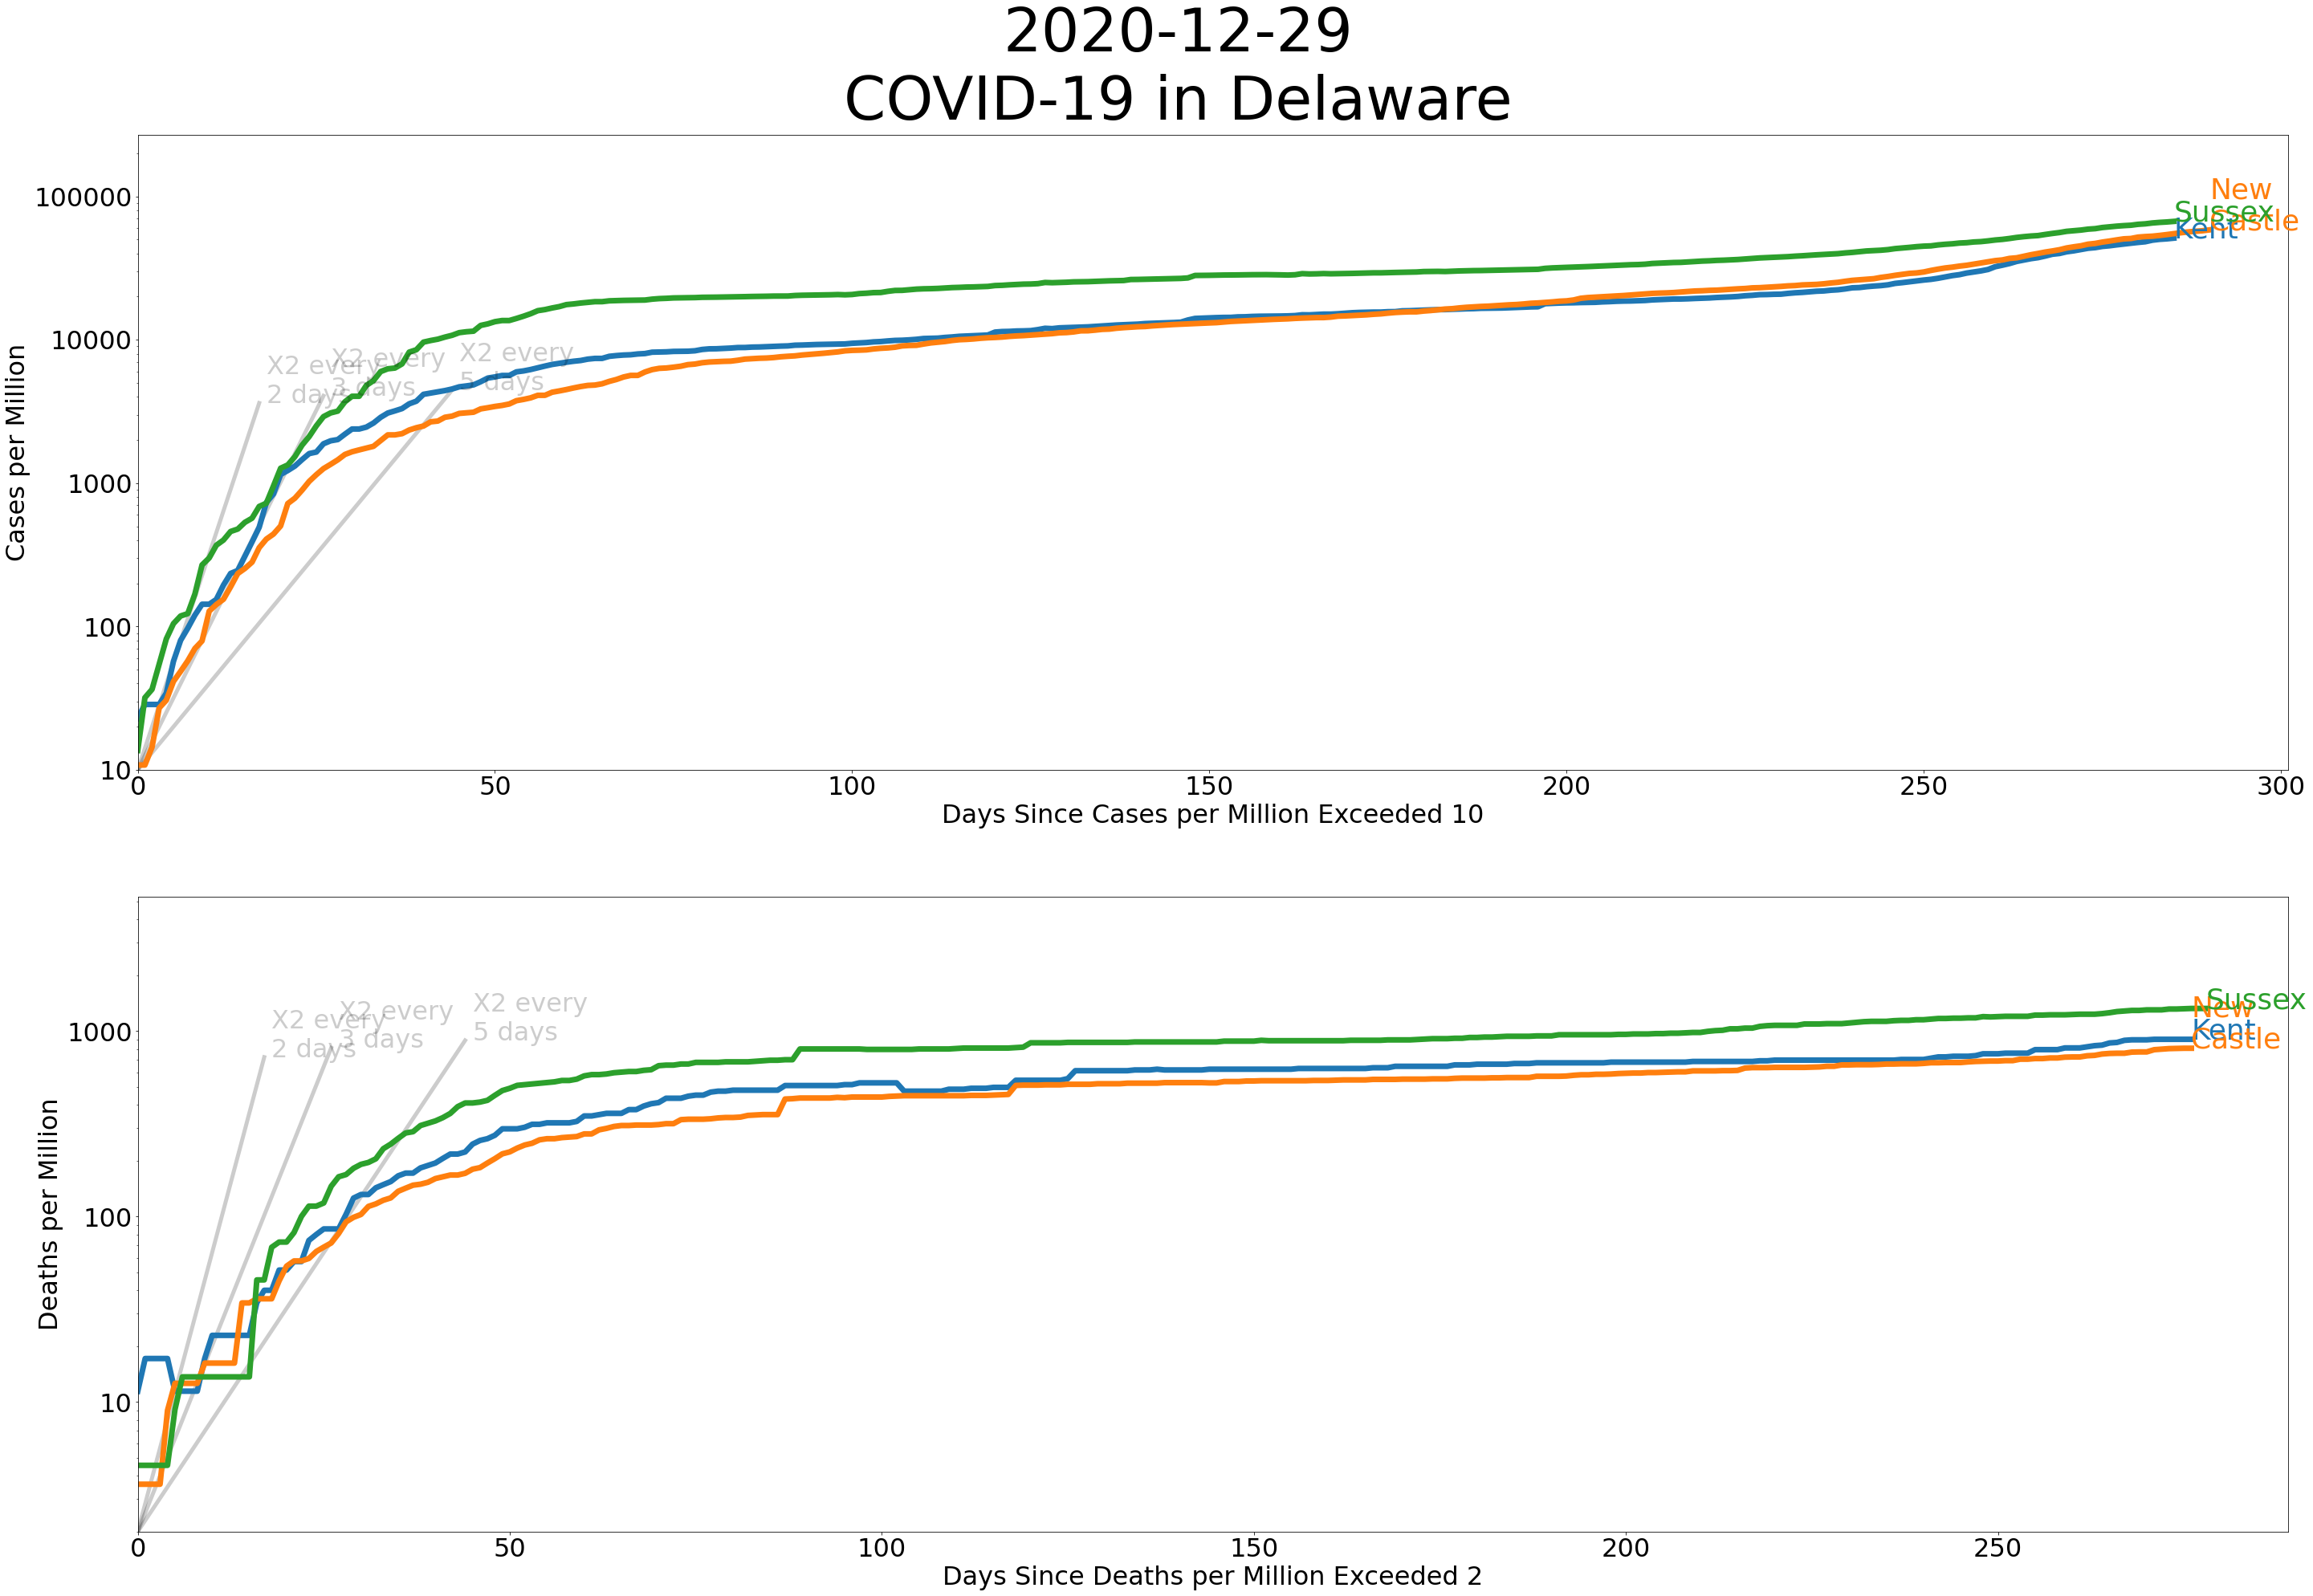 2020-12-29
COVID-19 in Delaware
Cases per Million
100000
10000
1000
100
10
X2 every
2 days
X2 every
3 days
X2 every
5 days
New
Castle
Sussex
Kent
0
50
100
150
200
250
300
Days Since Cases per Million Exceeded 10
Deaths per Million
1000
100
10
X2 every
2 days
X2 every
3 days
X2 every
5 days
Sussex
New
Castle
Kent
0
50
100
150
200
250
Days Since Deaths per Million Exceeded 2